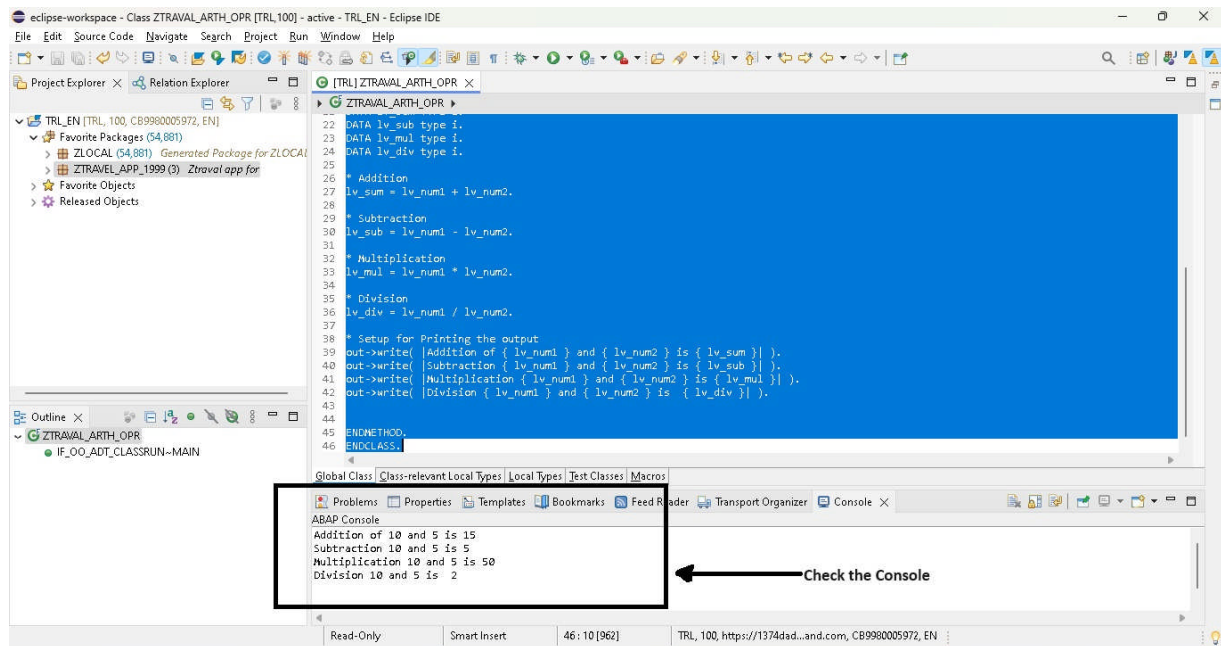 eclipse-workspace - Class ZTRAVAL_ARTH_OPR [TRL,100] - active - TRL_EN - Eclipse IDE
File Edit Source Code Navigate Search Project Run Window Help
Project Explorer Relation Explorer
TRL_EN [TRL, 100, CB9980005972, EN]
Favorite Packages (54,881)
ZLOCAL (54,881) Generated Package for ZLOCAL
ZTRAVEL_APP_1999 (3) Ztraval app for
Favorite Objects
Released Objects
[TRL] ZTRAVAL_ARTH_OPR
ZTRAVAL_ARTH_OPR
22 DATA lv_sub type i.
23 DATA lv_mul type i.
24 DATA lv_div type i.
25
26 * Addition
27 lv_sum = lv_num1 + lv_num2.
28
29 * Subtraction
30 lv_sub = lv_num1 - lv_num2.
31
32 * Multiplication
33 lv_mul = lv_num1 * lv_num2.
34
35 * Division
36 lv_div = lv_num1 / lv_num2.
37
38 * Setup for Printing the output
39 out->write( |Addition of { lv_num1 } and { lv_num2 } is { lv_sum }| ).
40 out->write( |Subtraction { lv_num1 } and { lv_num2 } is { lv_sub }| ).
41 out->write( |Multiplication { lv_num1 } and { lv_num2 } is { lv_mul }| ).
42 out->write( |Division { lv_num1 } and { lv_num2 } is  { lv_div }| ).
43
44
45 ENDMETHOD.
46 ENDCLASS.
Global Class Class-relevant Local Types Local Types Test Classes Macros
Outline
ZTRAVAL_ARTH_OPR
IF_OO_ADT_CLASSRUN~MAIN
Problems Properties Templates Bookmarks Feed Reader Transport Organizer Console
ABAP Console
Addition of 10 and 5 is 15
Subtraction 10 and 5 is 5
Multiplication 10 and 5 is 50
Division 10 and 5 is  2
Check the Console
Read-Only Smart Insert 46 : 10 [962] TRL, 100, https://1374dad...and.com, CB9980005972, EN